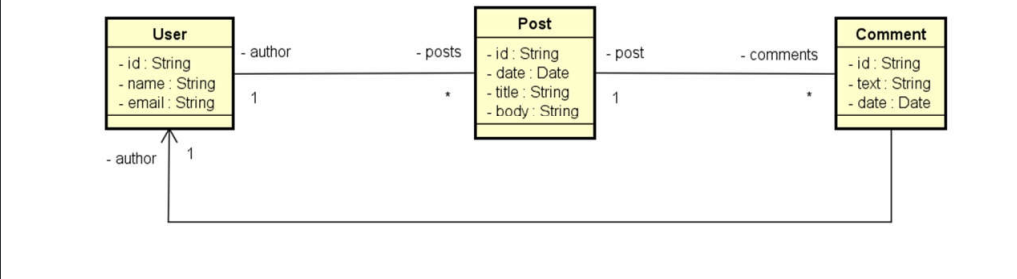 User
- id : String
- name : String
- email : String
- author
1
- posts
*
Post
- id : String
- date : Date
- title : String
- body : String
- post
1
- comments
*
Comment
- id : String
- text : String
- date : Date
- author
1